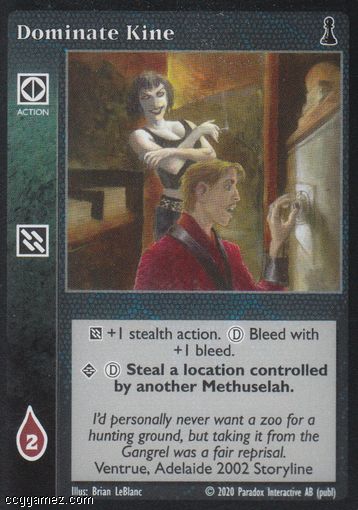 Dominate Kine
ACTION
+1 stealth action. D Bleed with
+1 bleed.
D Steal a location controlled
by another Methuselah.
2
I'd personally never want a zoo for a
hunting ground, but taking it from the
Gangrel was a fair reprisal.
Ventrue, Adelaide 2002 Storyline
Illus: Brian LeBlanc © 2020 Paradox Interactive AB (publ)
ccggamez.com